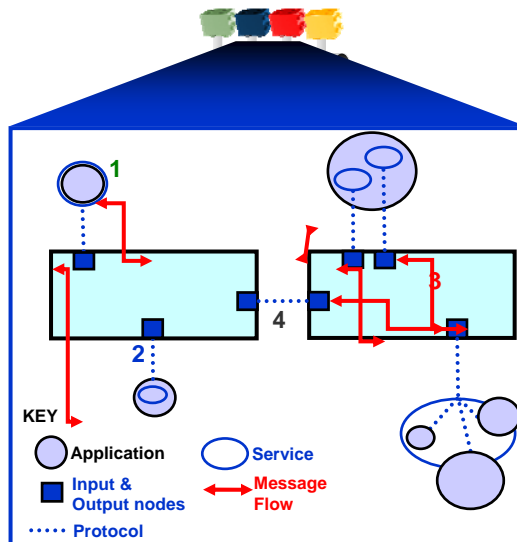 1
3
4
2
KEY
Application
Service
Input &
Output nodes
Message
Flow
Protocol